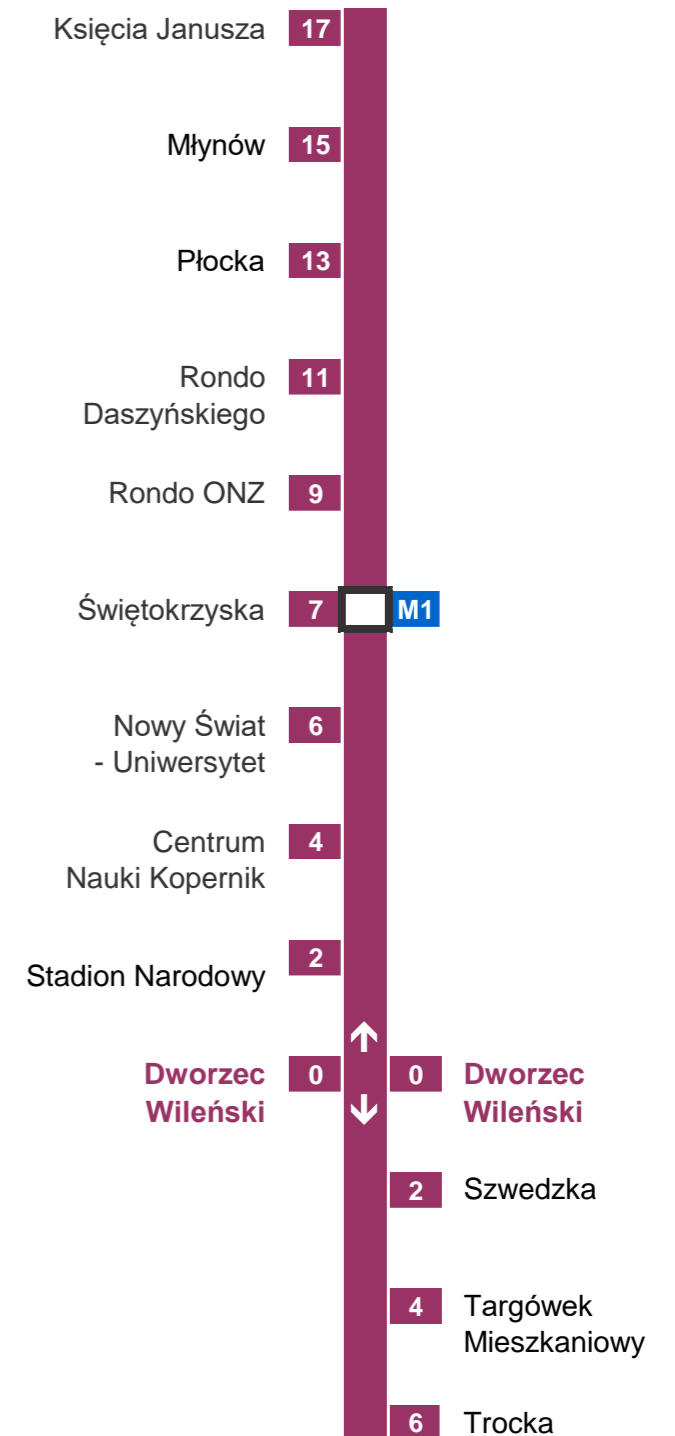 Księcia Janusza 17
Młynów 15
Płocka 13
Rondo 11
Daszyńskiego
Rondo ONZ 9
Świętokrzyska 7 M1
Nowy Świat 6
- Uniwersytet
Centrum 4
Nauki Kopernik
2
Stadion Narodowy
↑
Dworzec 0 0 Dworzec
Wileński ↓ Wileński
2 Szwedzka
4 Targówek
Mieszkaniowy
6 Trocka